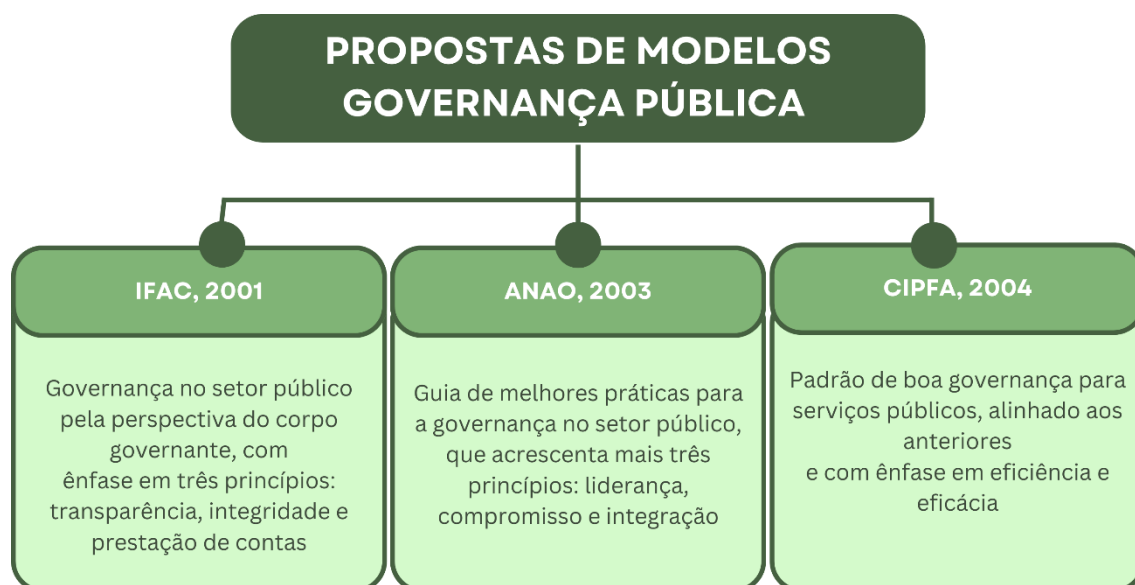 PROPOSTAS DE MODELOS
GOVERNANÇA PÚBLICA
IFAC, 2001
Governança no setor público
pela perspectiva do corpo
governante, com
ênfase em três princípios:
transparência, integridade e
prestação de contas
ANAO, 2003
Guia de melhores práticas para
a governança no setor público,
que acrescenta mais três
princípios: liderança,
compromisso e integração
CIPFA, 2004
Padrão de boa governança para
serviços públicos, alinhado aos
anteriores
e com ênfase em eficiência e
eficácia